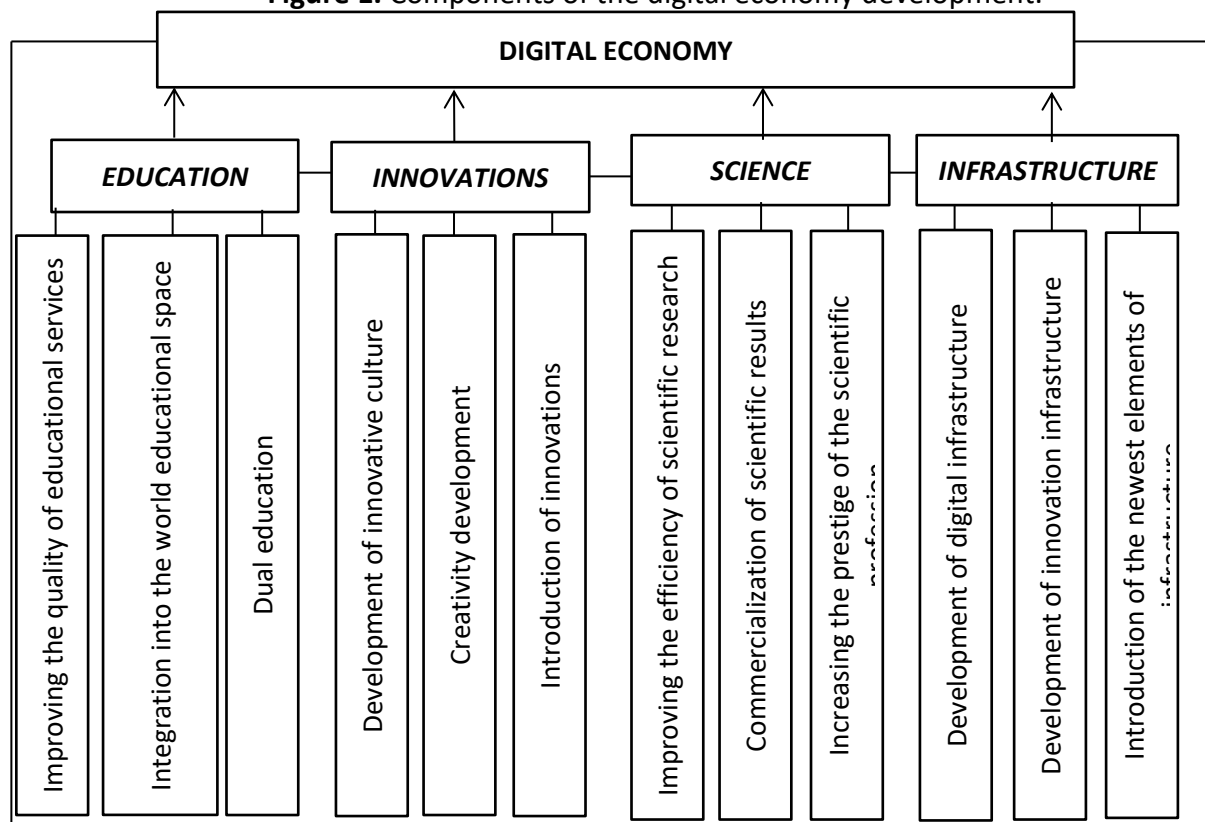 Figure 1. Components of the digital economy development.
DIGITAL ECONOMY
EDUCATION
INNOVATIONS
SCIENCE
INFRASTRUCTURE
Improving the quality of educational services
Integration into the world educational space
Dual education
Development of innovative culture
Creativity development
Introduction of innovations
Improving the efficiency of scientific research
Commercialization of scientific results
Increasing the prestige of the scientific
profession
Development of digital infrastructure
Development of innovation infrastructure
Introduction of the newest elements of
infrastructure